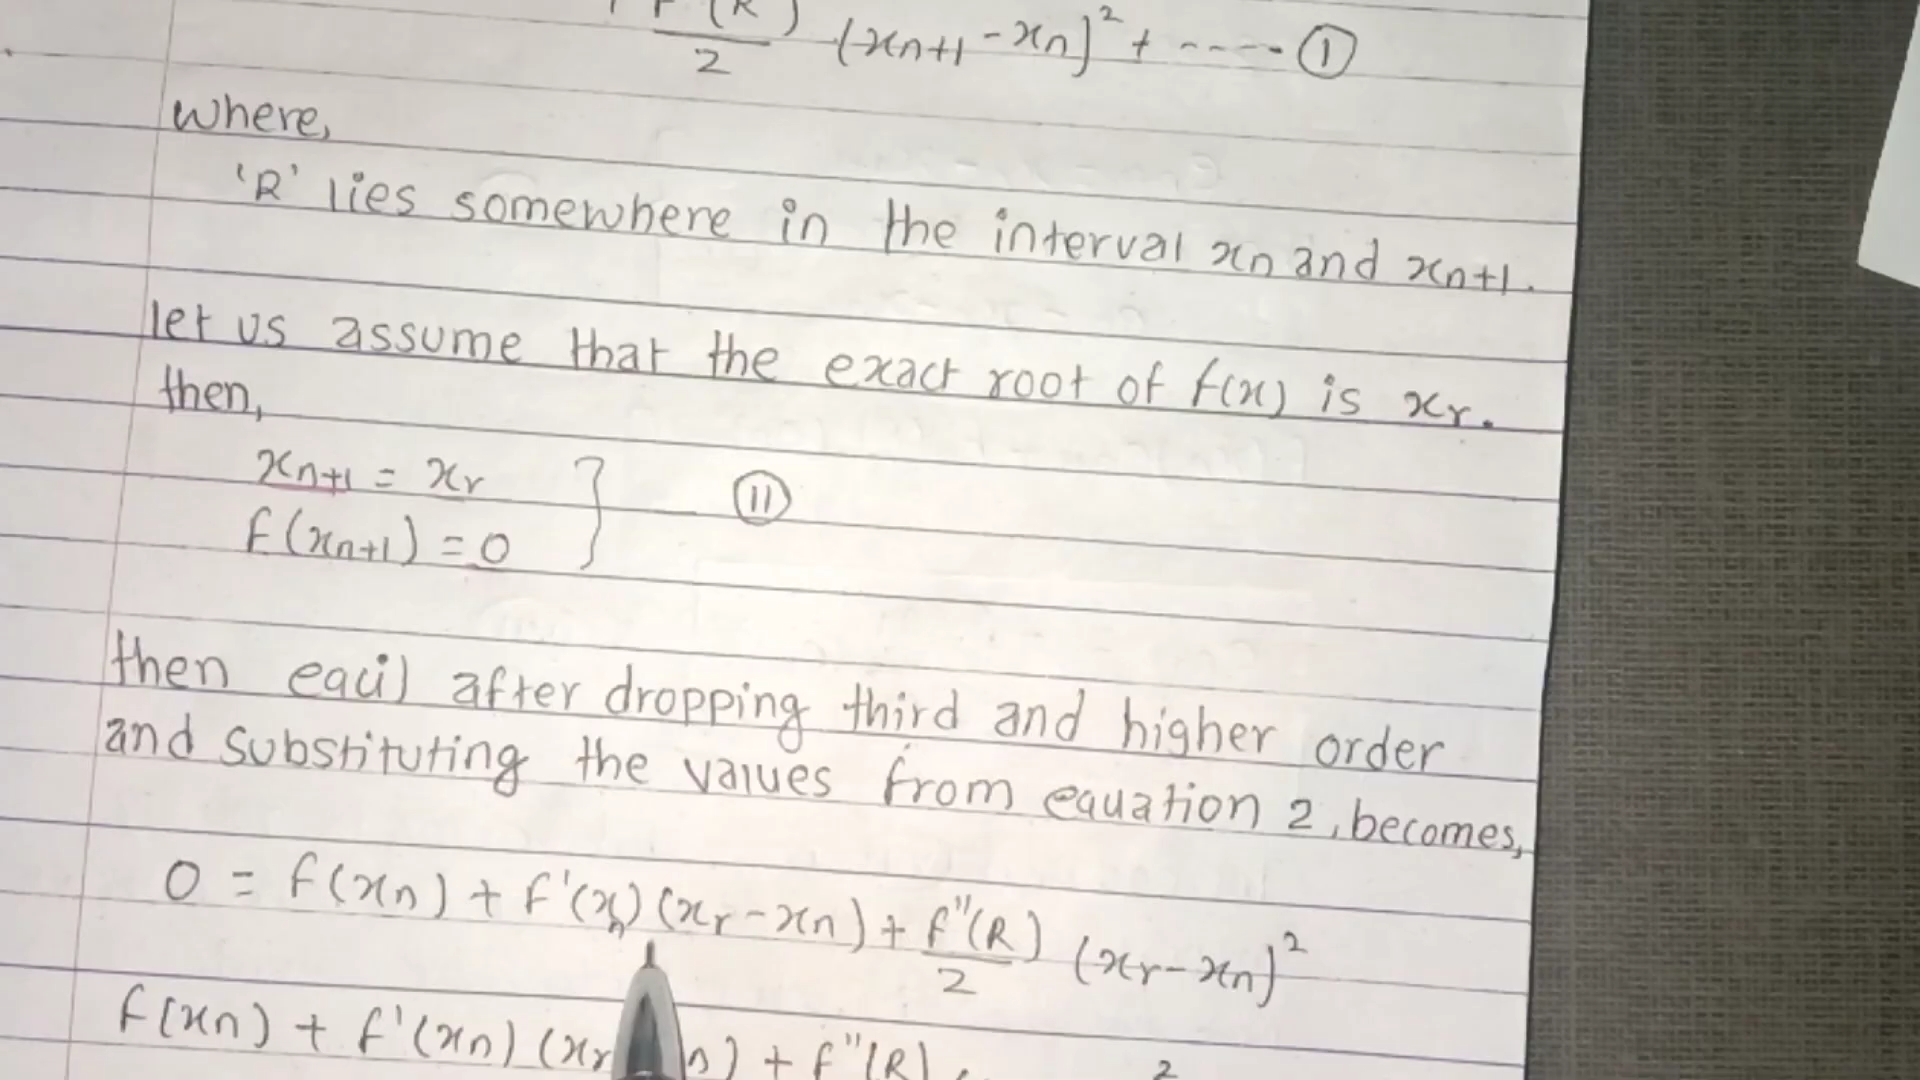 f''(R)/2 (xn+1 - xn)² + ----- ①
where,
'R' lies somewhere in the interval xn and xn+1.
let us assume that the exact root of f(x) is xr.
then,
xn+1 = xr
f(xn+1) = 0 } — ⑪
then eq(i) after dropping third and higher order
and substituting the values from equation 2, becomes,
0 = f(xn) + f'(xn) (xr - xn) + f''(R)/2 (xr - xn)²
f(xn) + f'(xn) (xr n) + f''(R) 2